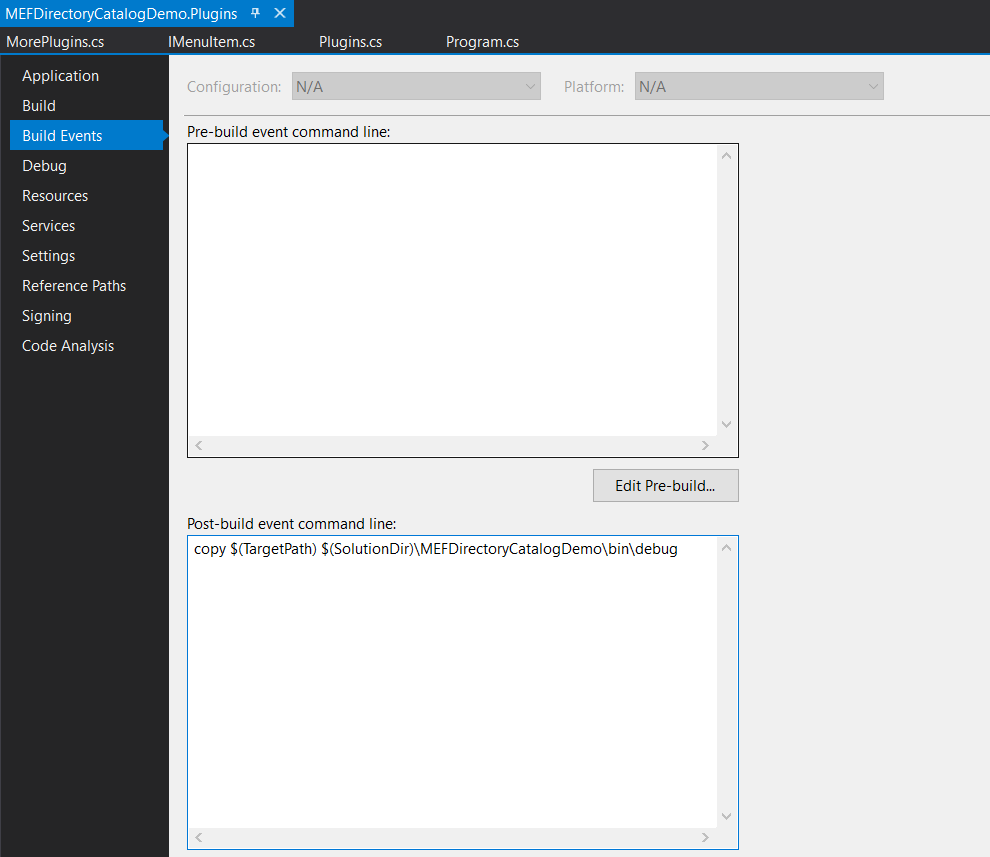 MEFDirectoryCatalogDemo.Plugins
MorePlugins.cs IMenuItem.cs Plugins.cs Program.cs
Application
Build
Build Events
Debug
Resources
Services
Settings
Reference Paths
Signing
Code Analysis
Configuration: N/A Platform: N/A
Pre-build event command line:
Edit Pre-build...
Post-build event command line:
copy $(TargetPath) $(SolutionDir)\MEFDirectoryCatalogDemo\bin\debug